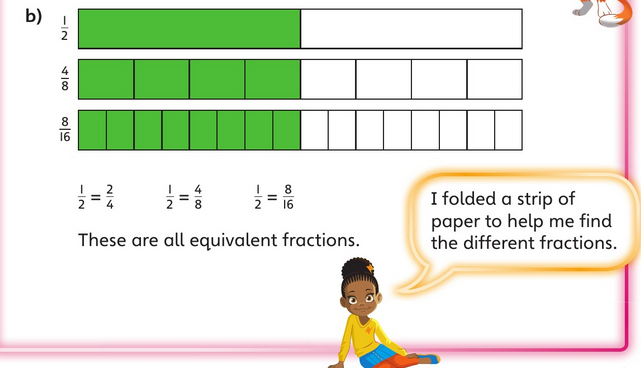 b)
1/2
4/8
8/16
1/2 = 2/4 1/2 = 4/8 1/2 = 8/16
These are all equivalent fractions.
I folded a strip of
paper to help me find
the different fractions.